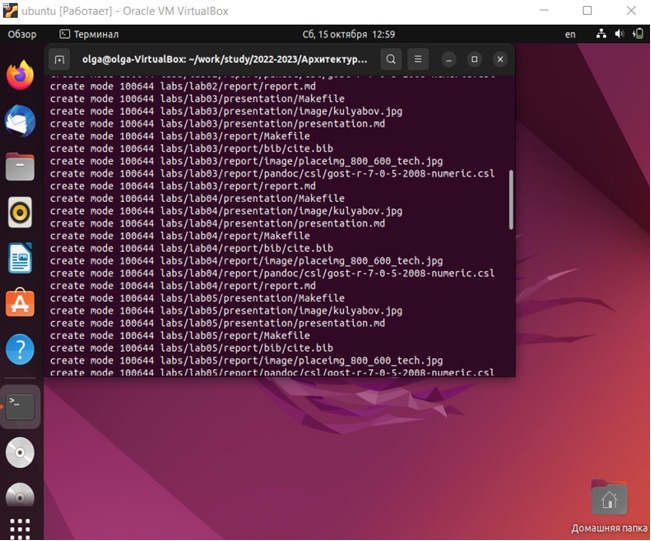 ubuntu [Работает] - Oracle VM VirtualBox
Обзор
Терминал
Сб, 15 октября 12:59
en
olga@olga-VirtualBox: ~/work/study/2022-2023/Архитектур...
create mode 100644 labs/lab02/report/report.md
create mode 100644 labs/lab03/presentation/Makefile
create mode 100644 labs/lab03/presentation/image/kulyabov.jpg
create mode 100644 labs/lab03/presentation/presentation.md
create mode 100644 labs/lab03/report/Makefile
create mode 100644 labs/lab03/report/bib/cite.bib
create mode 100644 labs/lab03/report/image/placeimg_800_600_tech.jpg
create mode 100644 labs/lab03/report/pandoc/csl/gost-r-7-0-5-2008-numeric.csl
create mode 100644 labs/lab03/report/report.md
create mode 100644 labs/lab04/presentation/Makefile
create mode 100644 labs/lab04/presentation/image/kulyabov.jpg
create mode 100644 labs/lab04/presentation/presentation.md
create mode 100644 labs/lab04/report/Makefile
create mode 100644 labs/lab04/report/bib/cite.bib
create mode 100644 labs/lab04/report/image/placeimg_800_600_tech.jpg
create mode 100644 labs/lab04/report/pandoc/csl/gost-r-7-0-5-2008-numeric.csl
create mode 100644 labs/lab04/report/report.md
create mode 100644 labs/lab05/presentation/Makefile
create mode 100644 labs/lab05/presentation/image/kulyabov.jpg
create mode 100644 labs/lab05/presentation/presentation.md
create mode 100644 labs/lab05/report/Makefile
create mode 100644 labs/lab05/report/bib/cite.bib
create mode 100644 labs/lab05/report/image/placeimg_800_600_tech.jpg
create mode 100644 labs/lab05/report/pandoc/csl/gost-r-7-0-5-2008-numeric.csl
Домашняя папка